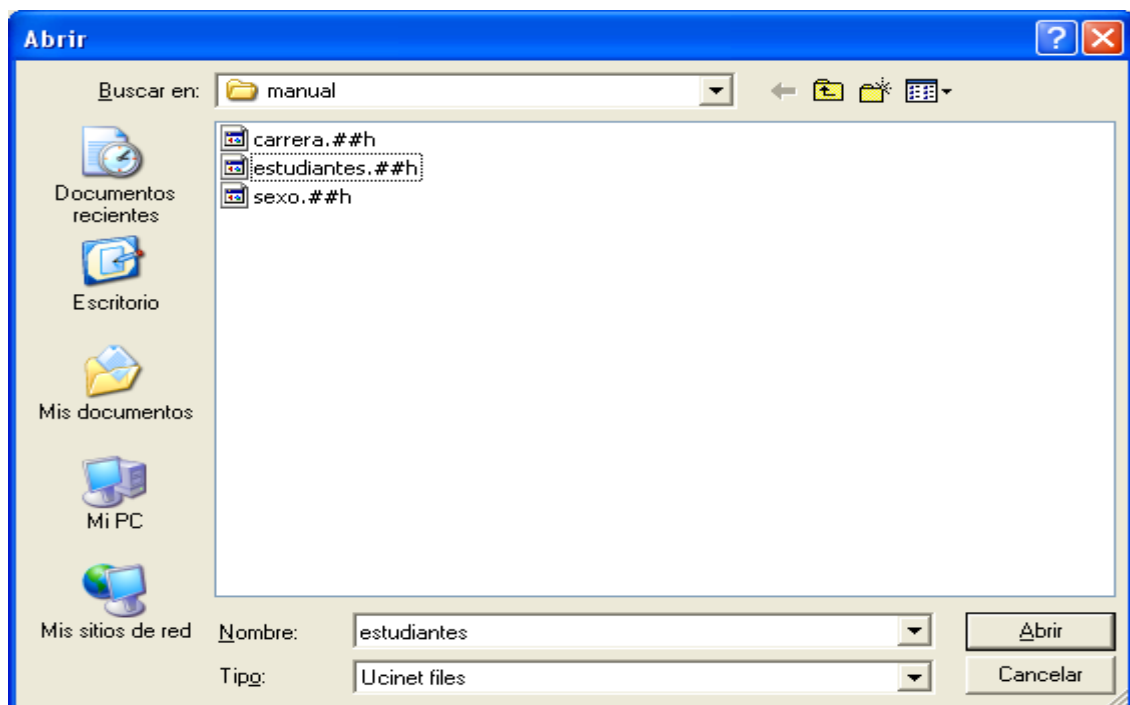 Abrir
Buscar en: manual
carrera.##h
estudiantes.##h
sexo.##h
Documentos
recientes
Escritorio
Mis documentos
Mi PC
Mis sitios de red
Nombre: estudiantes Abrir
Tipo: Ucinet files Cancelar